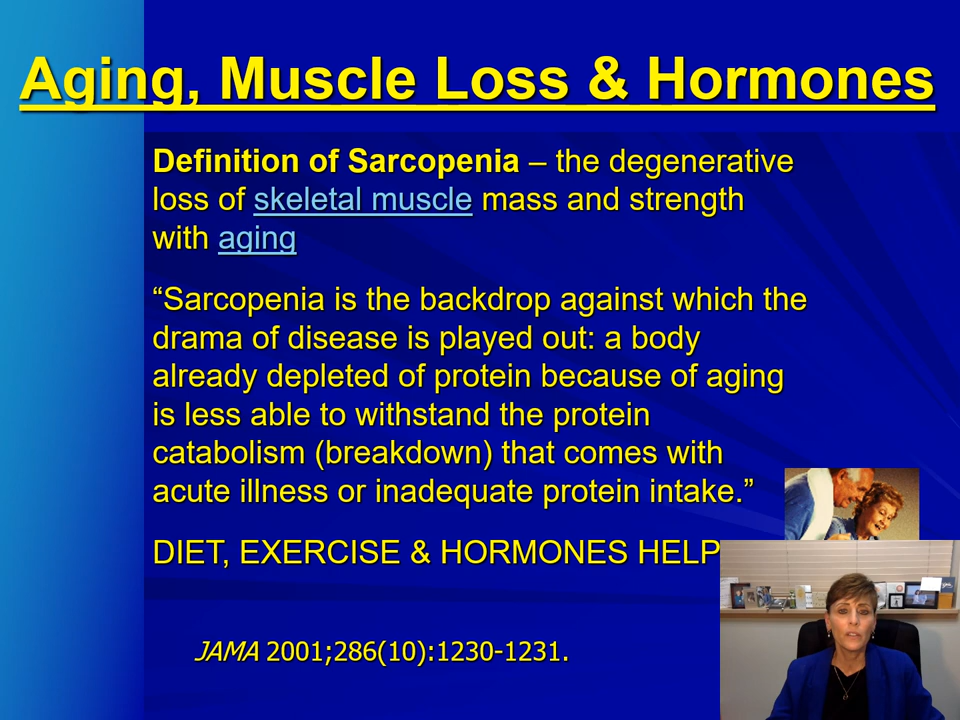 Aging, Muscle Loss & Hormones
Definition of Sarcopenia – the degenerative
loss of skeletal muscle mass and strength
with aging
“Sarcopenia is the backdrop against which the
drama of disease is played out: a body
already depleted of protein because of aging
is less able to withstand the protein
catabolism (breakdown) that comes with
acute illness or inadequate protein intake.”
DIET, EXERCISE & HORMONES HELP
JAMA 2001;286(10):1230-1231.